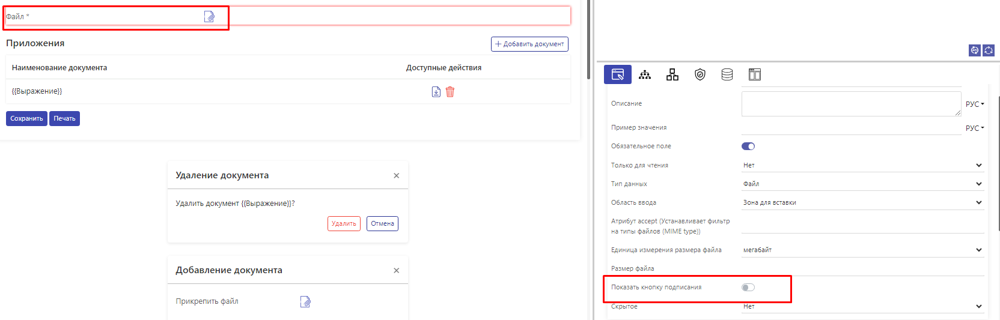 Файл *
Приложения
+ Добавить документ
Наименование документа
Доступные действия
{{Выражение}}
Сохранить
Печать
Удаление документа
×
Удалить документ {{Выражение}}?
Удалить
Отмена
Добавление документа
×
Прикрепить файл
Описание
РУС
Пример значения
РУС
Обязательное поле
Только для чтения
Нет
Тип данных
Файл
Область ввода
Зона для вставки
Атрибут accept (Устанавливает фильтр
на типы файлов (MIME type))
Единица измерения размера файла
мегабайт
Размер файла
Показать кнопку подписания
Скрытое
Нет